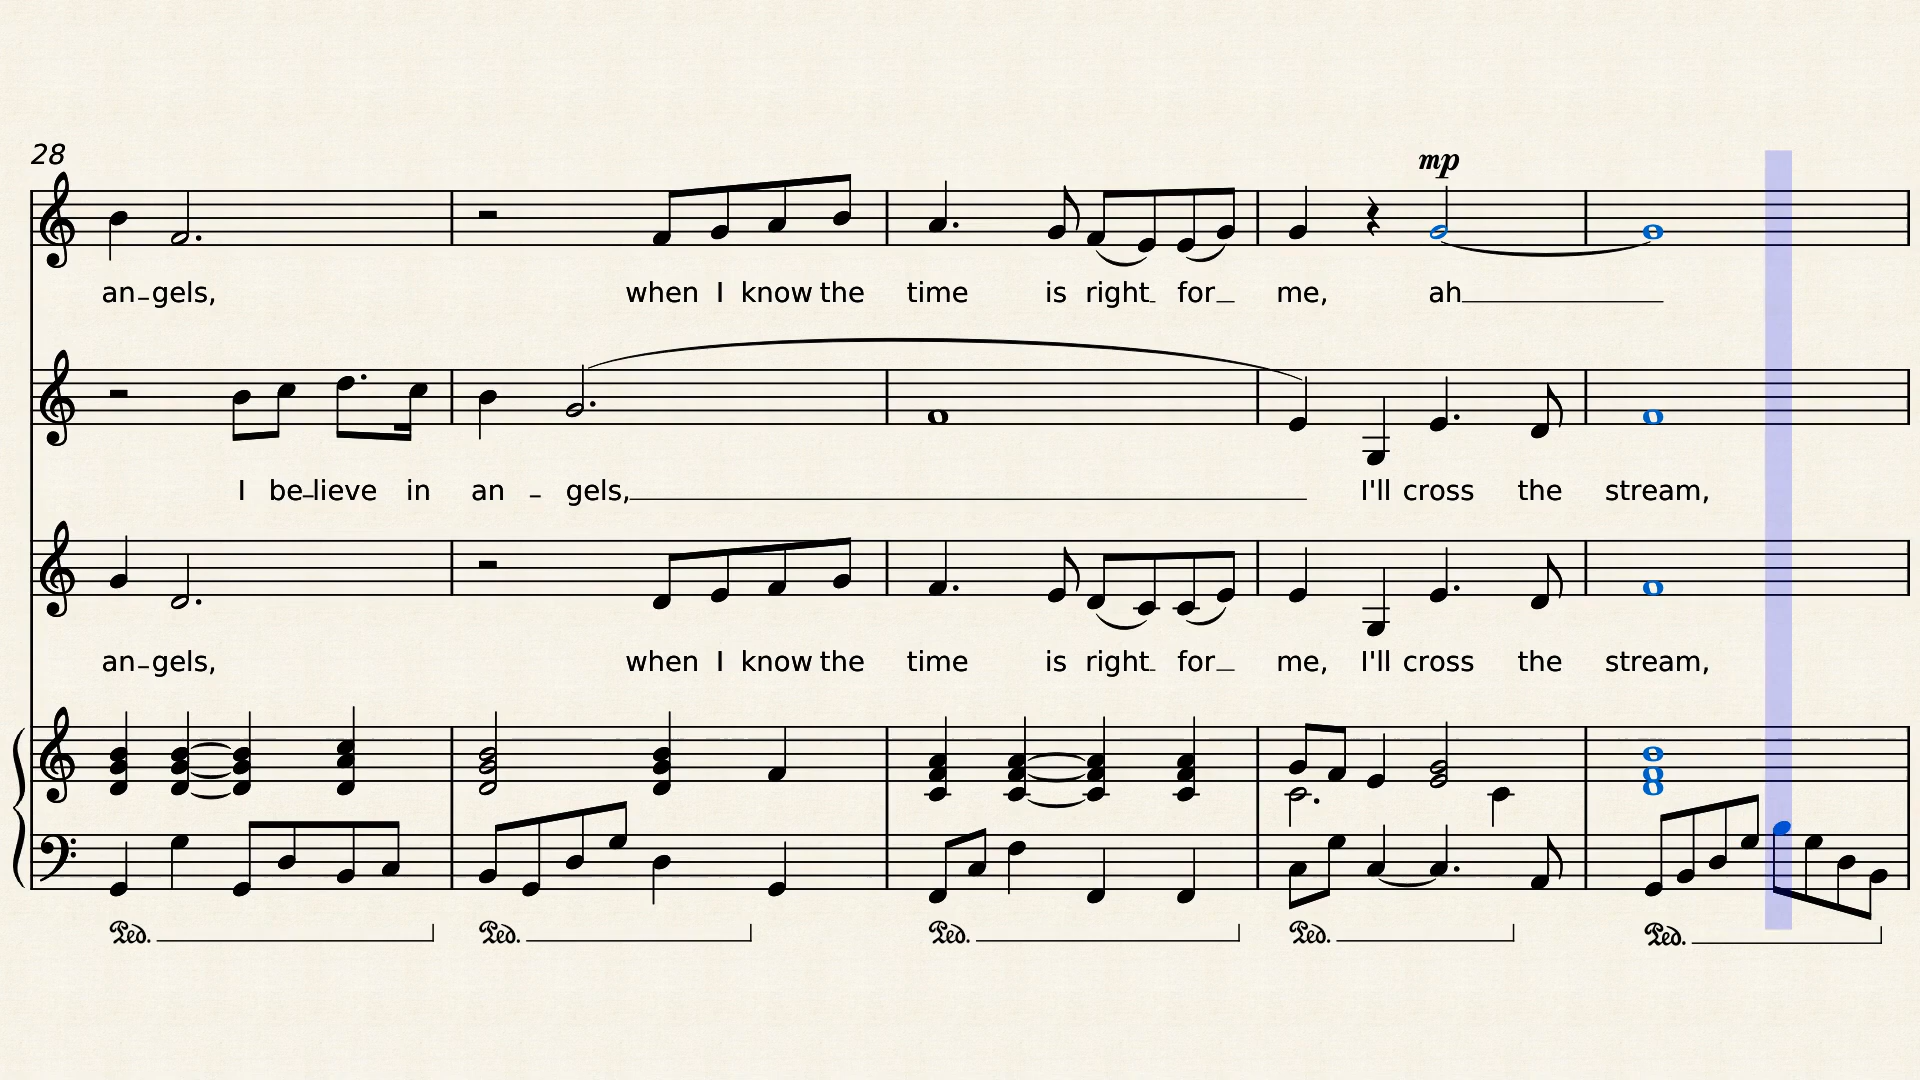 28
mp
an-gels, when I know the time is right for me, ah
I be-lieve in an - gels, I'll cross the stream,
an-gels, when I know the time is right for me, I'll cross the stream,
Ped. Ped. Ped. Ped. Ped.